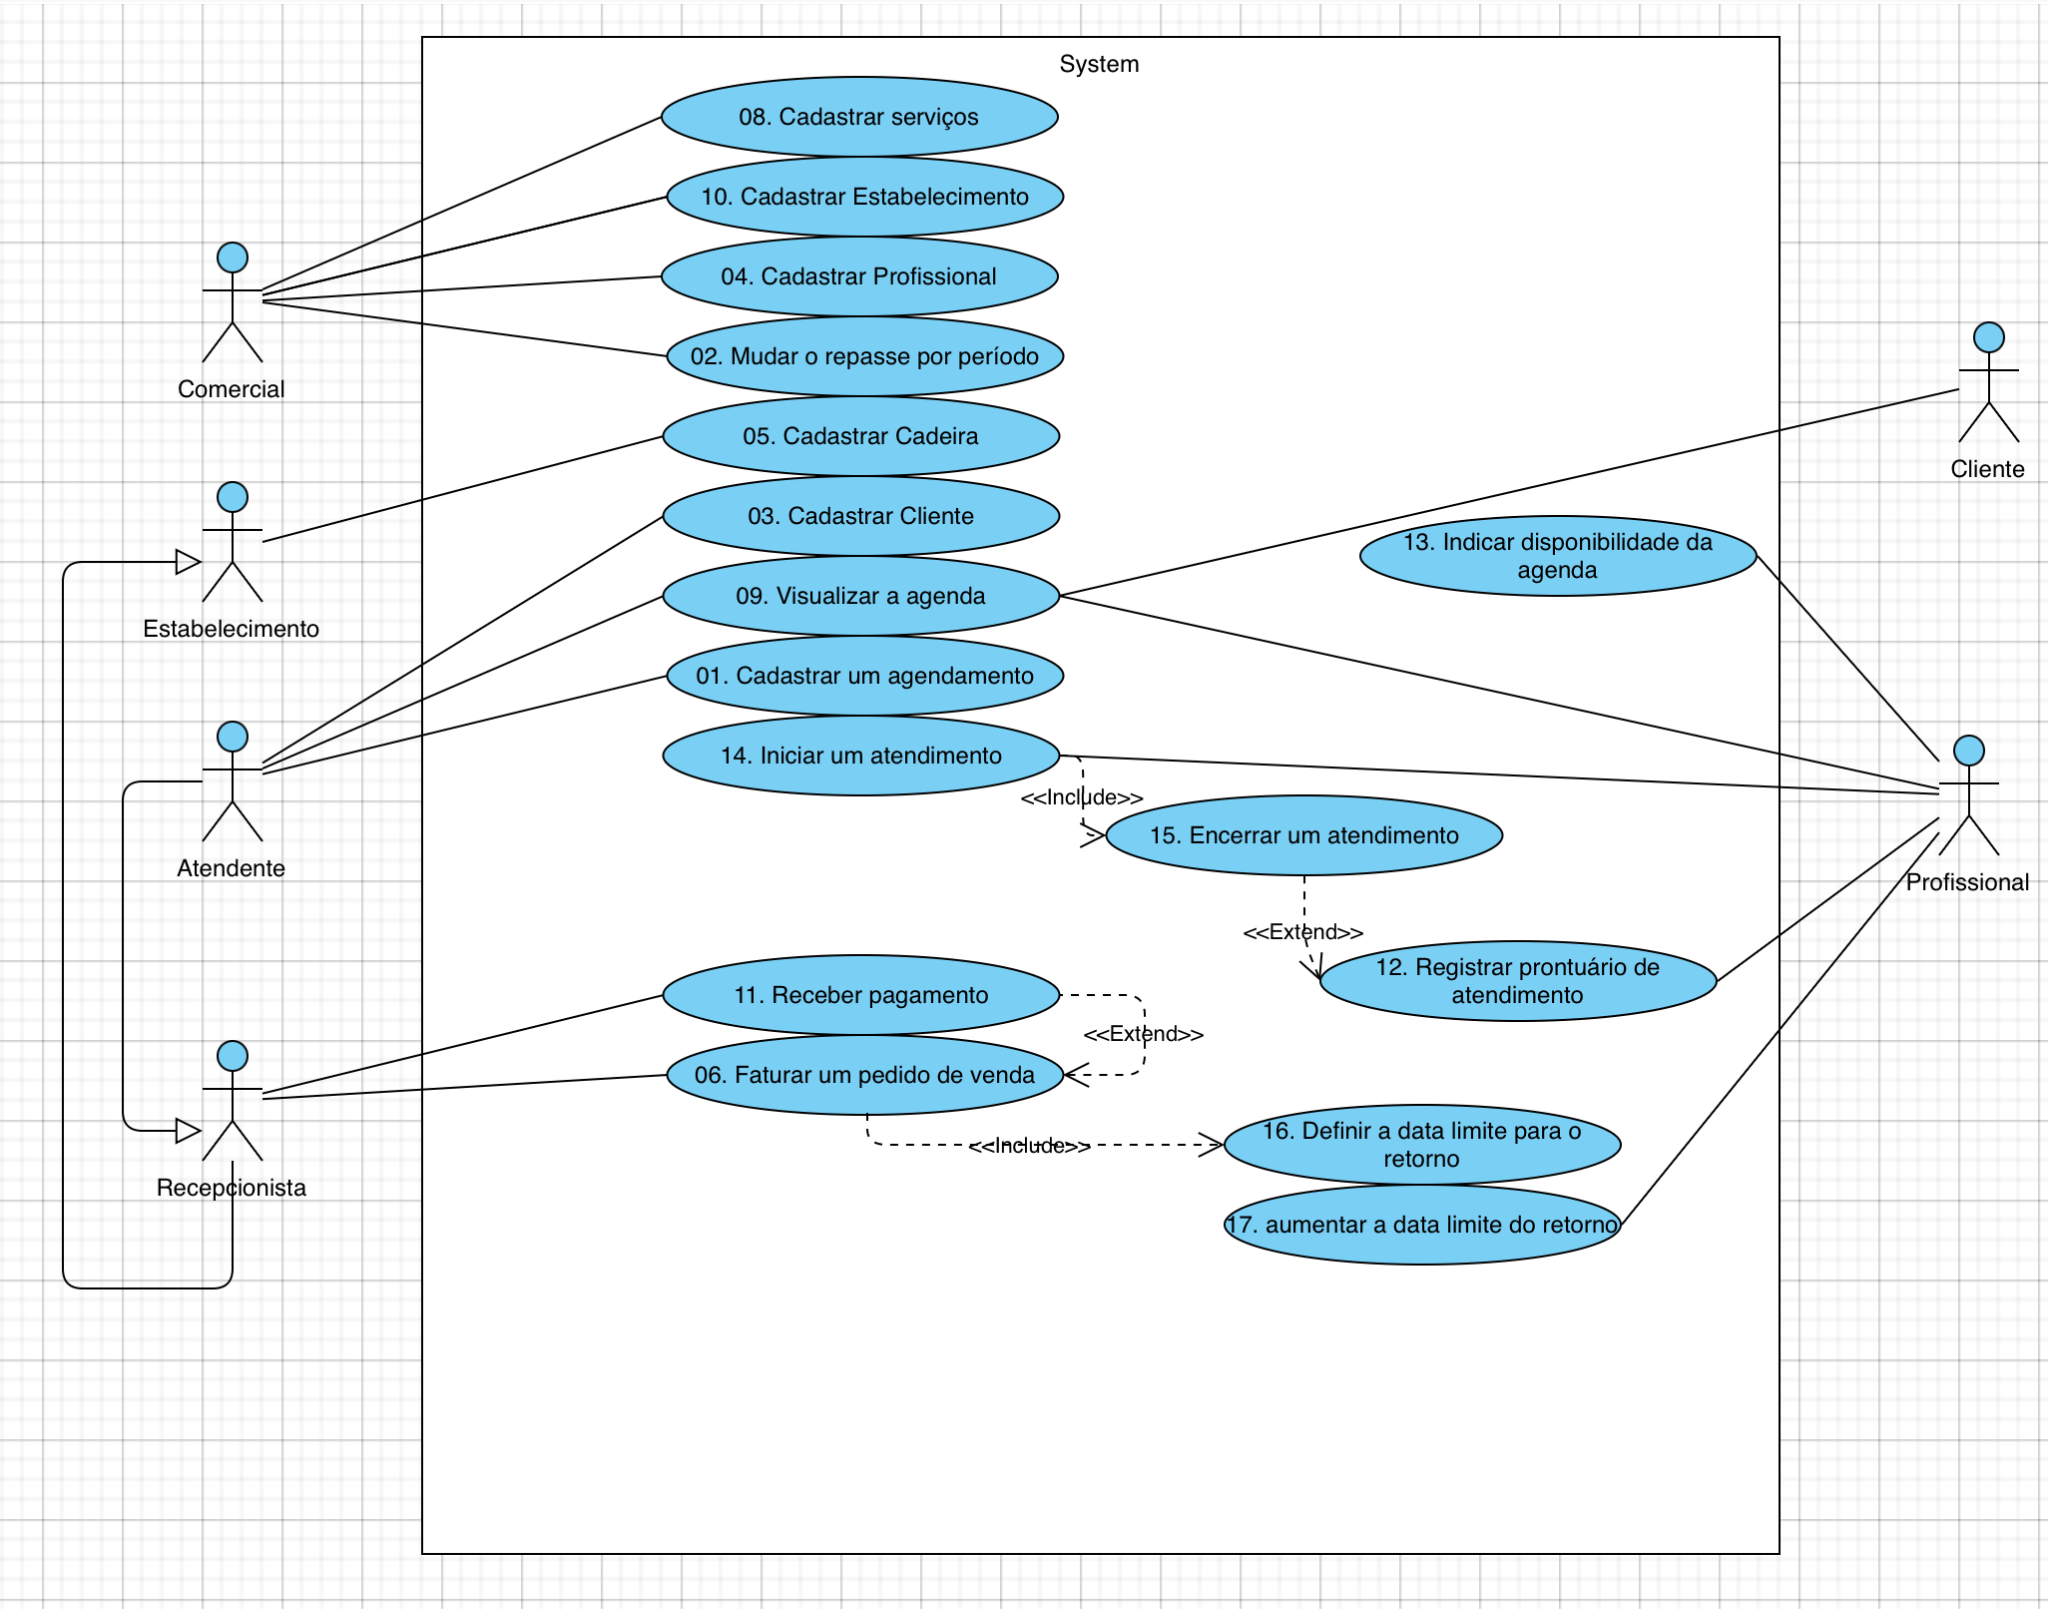 System
08. Cadastrar serviços
10. Cadastrar Estabelecimento
04. Cadastrar Profissional
02. Mudar o repasse por período
Comercial
05. Cadastrar Cadeira
Cliente
03. Cadastrar Cliente
13. Indicar disponibilidade da
agenda
09. Visualizar a agenda
Estabelecimento
01. Cadastrar um agendamento
14. Iniciar um atendimento
<<Include>>
15. Encerrar um atendimento
Atendente
Profissional
<<Extend>>
12. Registrar prontuário de
atendimento
11. Receber pagamento
<<Extend>>
06. Faturar um pedido de venda
<<Include>>
16. Definir a data limite para o
retorno
Recepcionista
17. aumentar a data limite do retorno